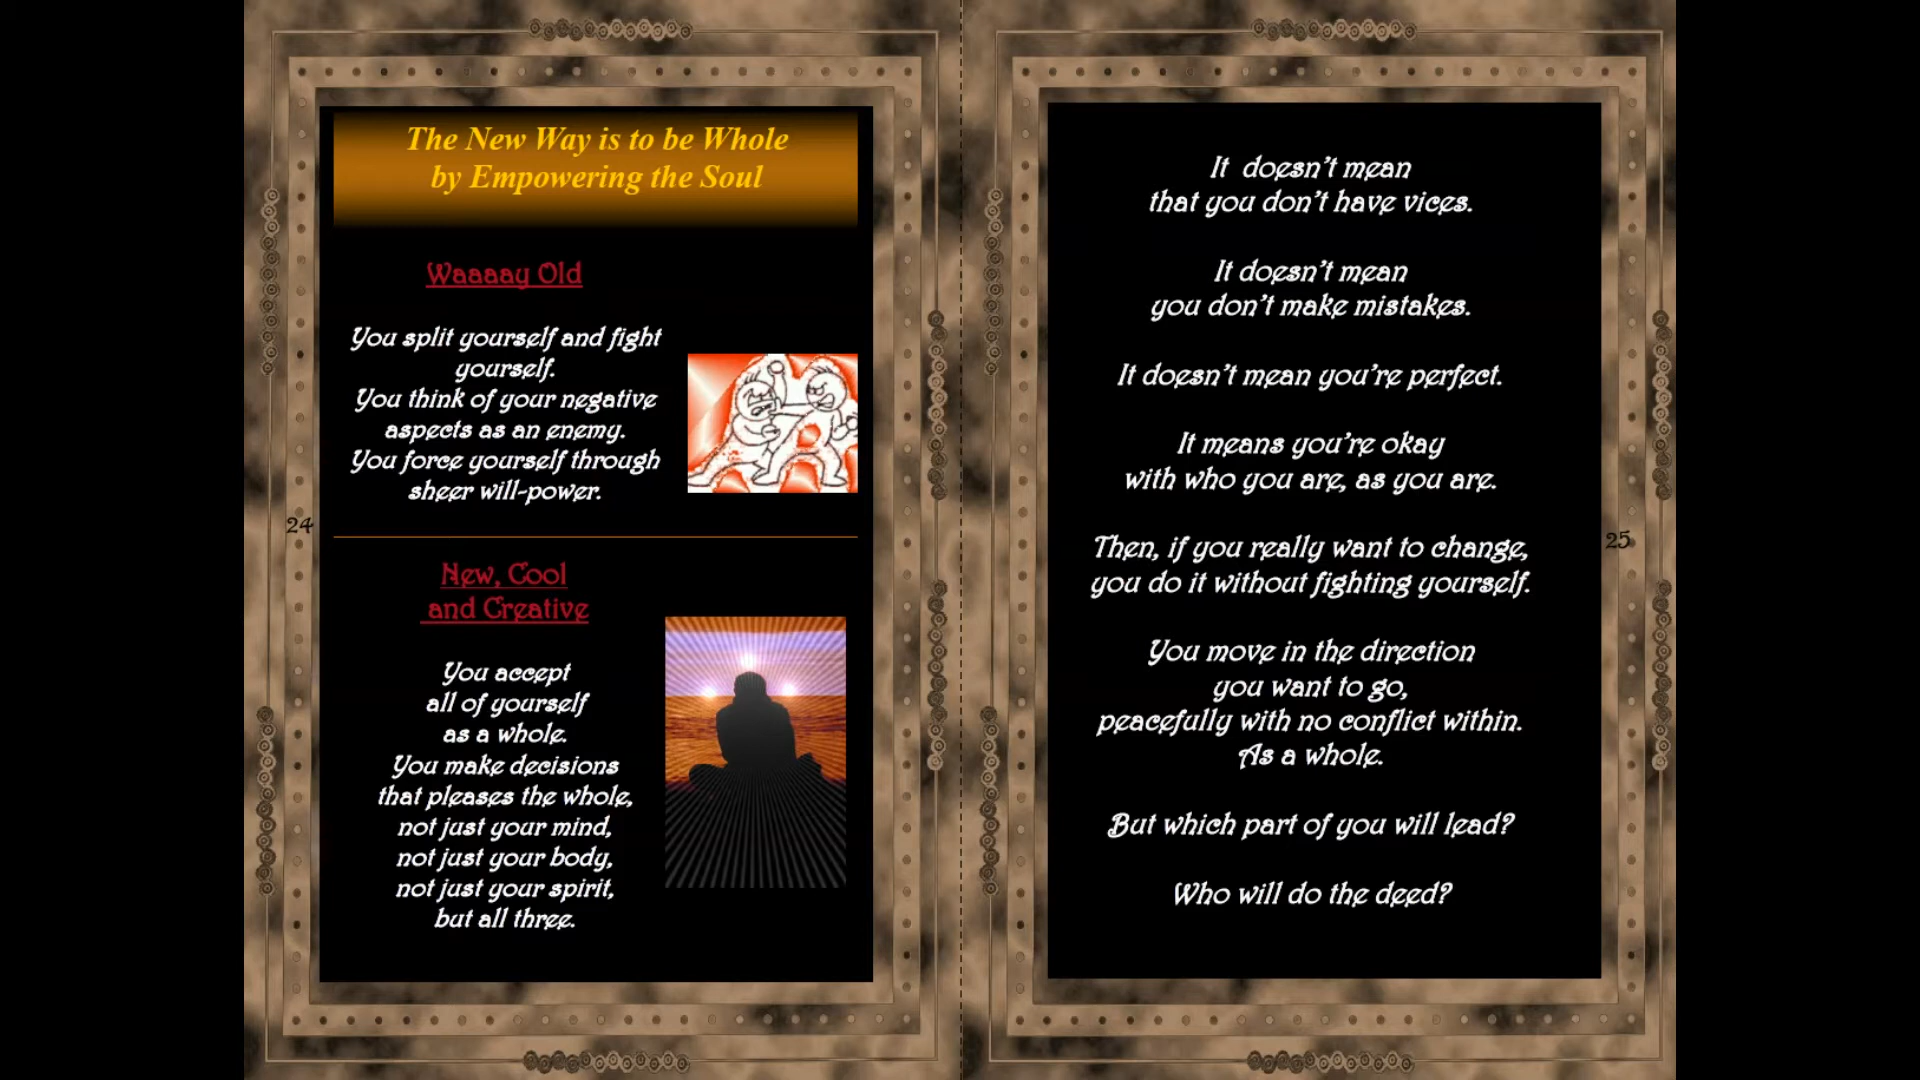 The New Way is to be Whole
by Empowering the Soul
Waaaay Old
You split yourself and fight
yourself.
You think of your negative
aspects as an enemy.
You force yourself through
sheer will-power.
24
New, Cool
and Creative
You accept
all of yourself
as a whole.
You make decisions
that pleases the whole,
not just your mind,
not just your body,
not just your spirit,
but all three.
It doesn't mean
that you don't have vices.
It doesn't mean
you don't make mistakes.
It doesn't mean you're perfect.
It means you're okay
with who you are, as you are.
Then, if you really want to change,
you do it without fighting yourself.
You move in the direction
you want to go,
peacefully with no conflict within.
As a whole.
But which part of you will lead?
Who will do the deed?
25